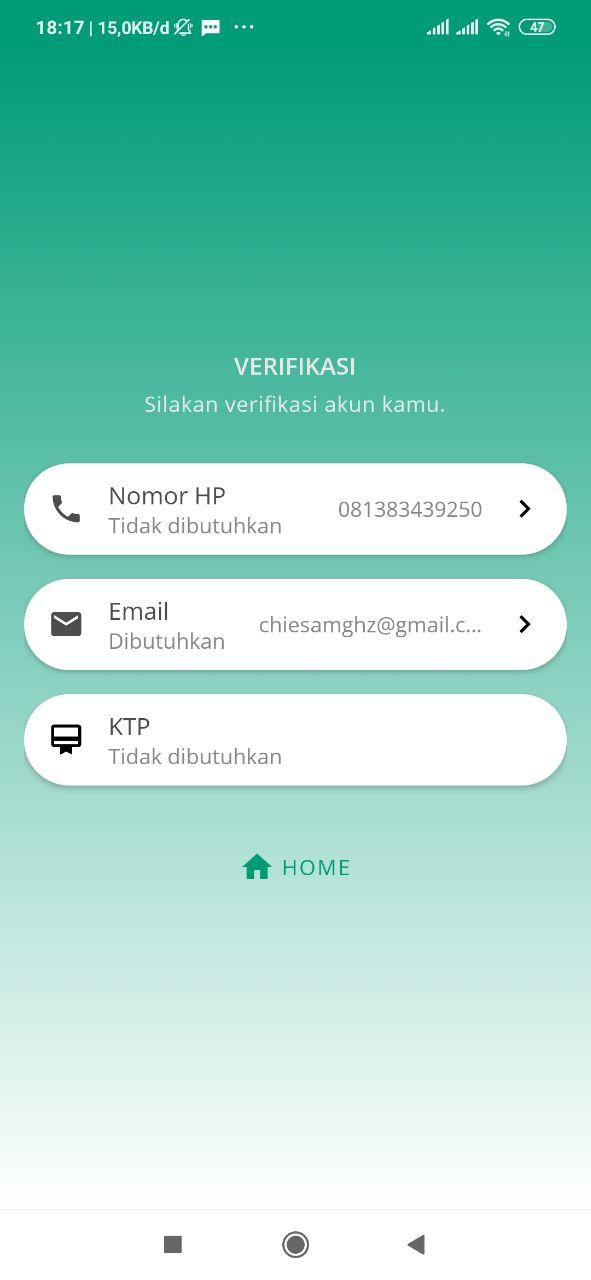 18:17 | 15,0KB/d ... 47
VERIFIKASI
Silakan verifikasi akun kamu.
Nomor HP
Tidak dibutuhkan
081383439250
Email
Dibutuhkan
chiesamghz@gmail.c...
KTP
Tidak dibutuhkan
HOME